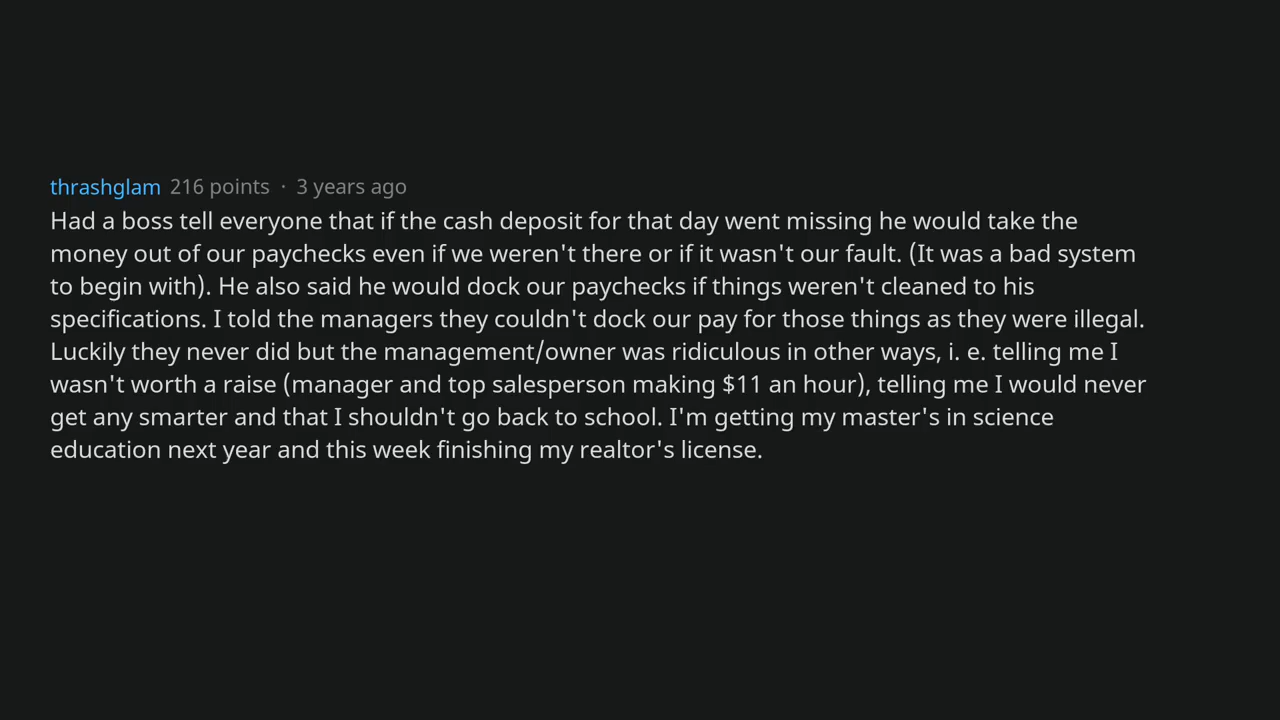 thrashglam 216 points · 3 years ago
Had a boss tell everyone that if the cash deposit for that day went missing he would take the
money out of our paychecks even if we weren't there or if it wasn't our fault. (It was a bad system
to begin with). He also said he would dock our paychecks if things weren't cleaned to his
specifications. I told the managers they couldn't dock our pay for those things as they were illegal.
Luckily they never did but the management/owner was ridiculous in other ways, i. e. telling me I
wasn't worth a raise (manager and top salesperson making $11 an hour), telling me I would never
get any smarter and that I shouldn't go back to school. I'm getting my master's in science
education next year and this week finishing my realtor's license.